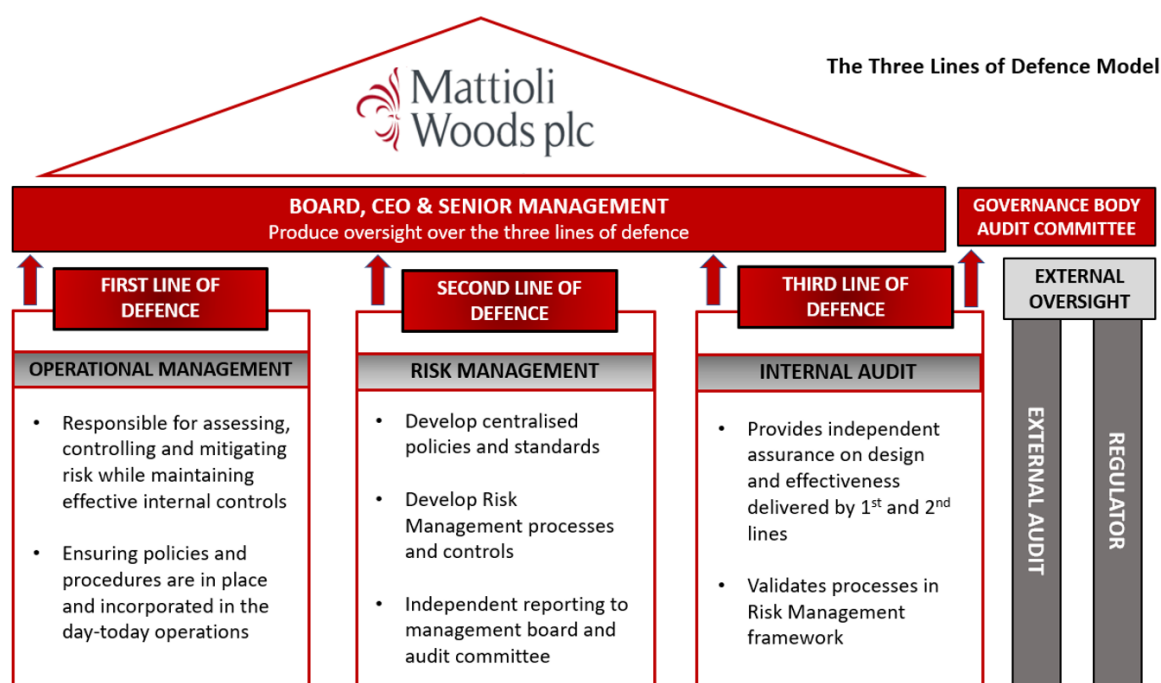 The Three Lines of Defence Model
Mattioli
Woods plc
BOARD, CEO & SENIOR MANAGEMENT
Produce oversight over the three lines of defence
GOVERNANCE BODY
AUDIT COMMITTEE
FIRST LINE OF
DEFENCE
OPERATIONAL MANAGEMENT
• Responsible for assessing,
controlling and mitigating
risk while maintaining
effective internal controls
• Ensuring policies and
procedures are in place
and incorporated in the
day-today operations
SECOND LINE OF
DEFENCE
RISK MANAGEMENT
• Develop centralised
policies and standards
• Develop Risk
Management processes
and controls
• Independent reporting to
management board and
audit committee
THIRD LINE OF
DEFENCE
INTERNAL AUDIT
• Provides independent
assurance on design
and effectiveness
delivered by 1st and 2nd
lines
• Validates processes in
Risk Management
framework
EXTERNAL
OVERSIGHT
EXTERNAL AUDIT
REGULATOR